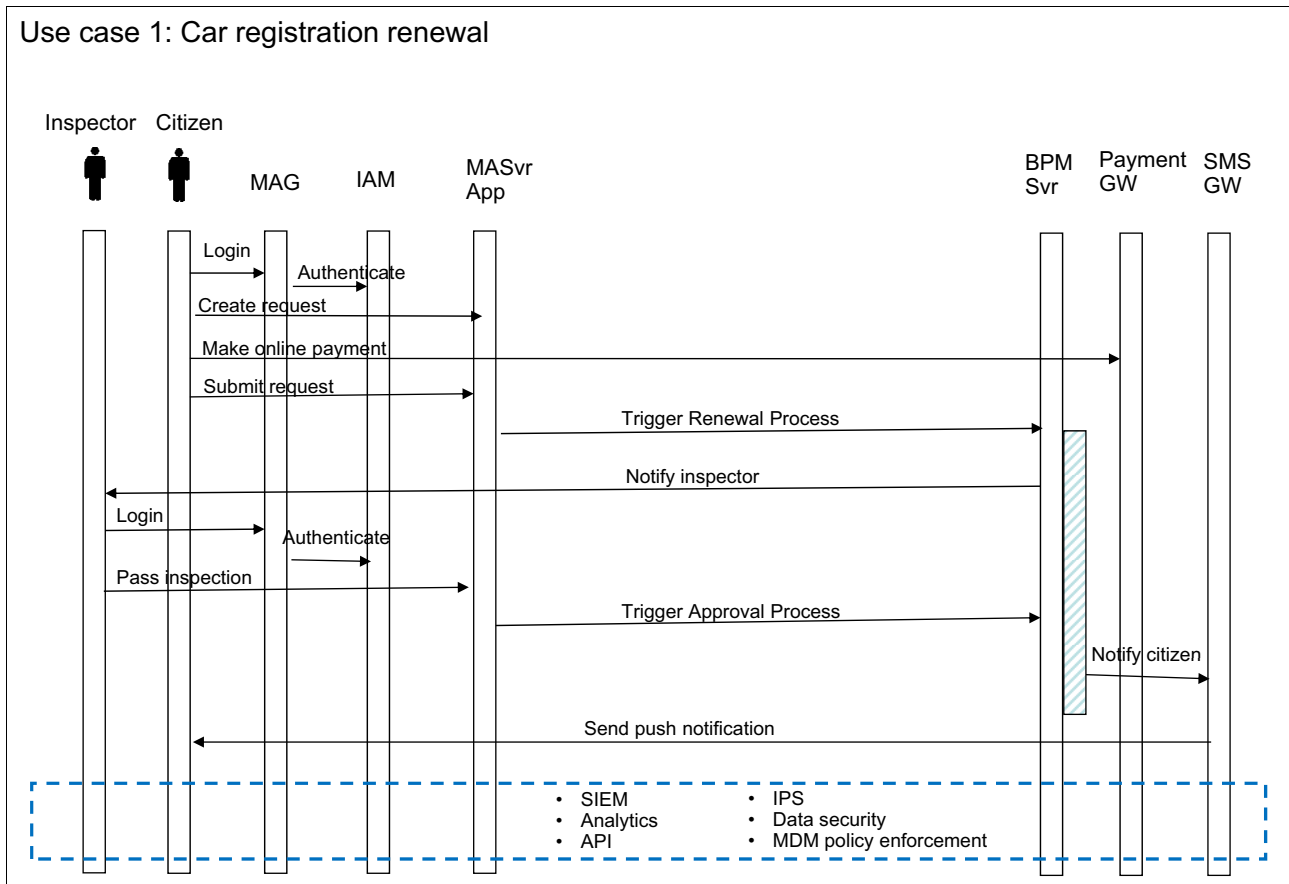 Use case 1: Car registration renewal
Inspector
Citizen
MAG
IAM
MASvr
App
BPM
Svr
Payment
GW
SMS
GW
Login
Authenticate
Create request
Make online payment
Submit request
Trigger Renewal Process
Notify inspector
Login
Authenticate
Pass inspection
Trigger Approval Process
Notify citizen
Send push notification
• SIEM
• Analytics
• API
• IPS
• Data security
• MDM policy enforcement